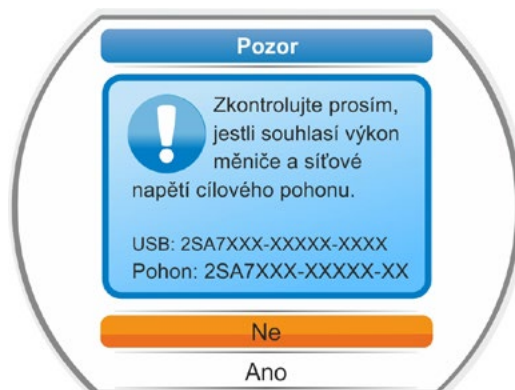 Pozor
Zkontrolujte prosím,
jestli souhlasí výkon
měniče a síťové
napětí cílového pohonu.
USB: 2SA7XXX-XXXXX-XXXX
Pohon: 2SA7XXX-XXXXX-XX
Ne
Ano